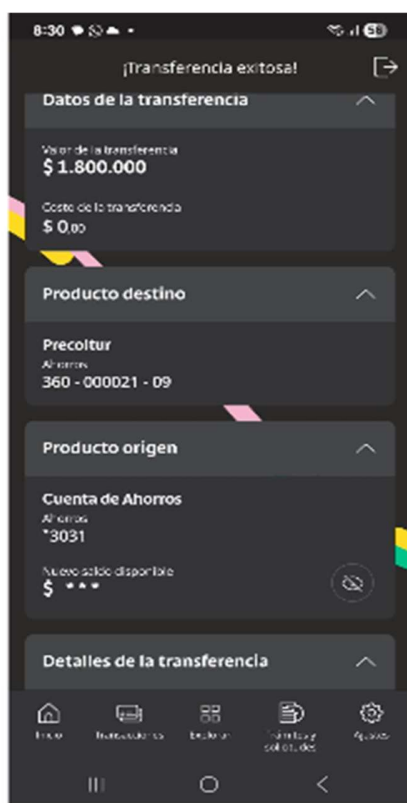 8:30
58
¡Transferencia exitosa!
Datos de la transferencia
Valor de la transferencia
$ 1.800.000
Costo de la transferencia
$ 0,00
Producto destino
Precoltur
Ahorros
360 - 000021 - 09
Producto origen
Cuenta de Ahorros
Ahorros
*3031
Nuevo saldo disponible
$ ***
Detalles de la transferencia
Inicio
Transacciones
Explorar
Trámites y solicitudes
Ajustes